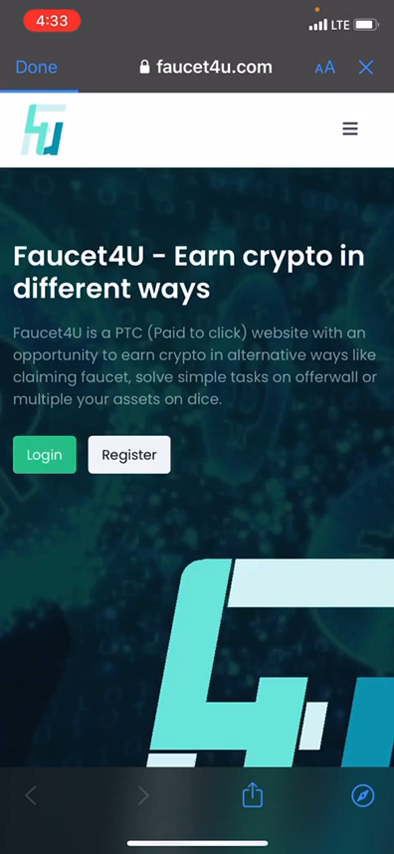 4:33
LTE
Done
faucet4u.com
AA
Faucet4U - Earn crypto in
different ways
Faucet4U is a PTC (Paid to click) website with an
opportunity to earn crypto in alternative ways like
claiming faucet, solve simple tasks on offerwall or
multiple your assets on dice.
Login
Register